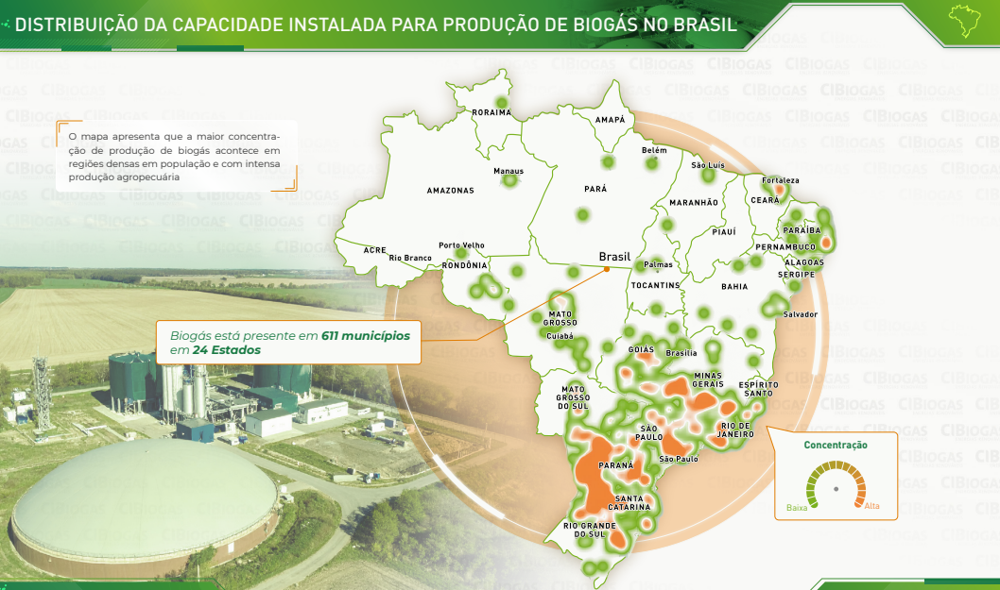 DISTRIBUIÇÃO DA CAPACIDADE INSTALADA PARA PRODUÇÃO DE BIOGÁS NO BRASIL
O mapa apresenta que a maior concentra-
ção de produção de biogás acontece em
regiões densas em população e com intensa
produção agropecuária
RORAIMA
AMAPÁ
Belém
Manaus
São Luís
Fortaleza
AMAZONAS
PARÁ
MARANHÃO
CEARÁ
PIAUÍ
PARAÍBA
PERNAMBUCO
ACRE
Rio Branco
Porto Velho
RONDÔNIA
Brasil
Palmas
TOCANTINS
ALAGOAS
SERGIPE
BAHIA
Salvador
MATO
GROSSO
Cuiabá
Biogás está presente em 611 municípios
em 24 Estados
GOIÁS
Brasília
MINAS
GERAIS
ESPÍRITO
SANTO
MATO
GROSSO
DO SUL
SÃO
PAULO
RIO DE
JANEIRO
São Paulo
PARANÁ
SANTA
CATARINA
RIO GRANDE
DO SUL
Concentração
Baixa
Alta
CIBIOGAS